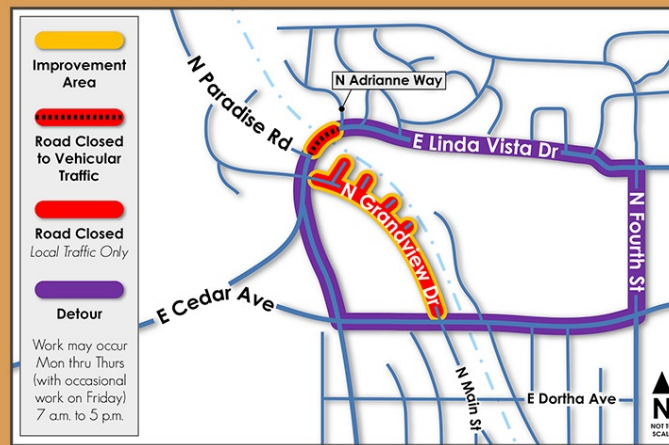 Improvement
Area
Road Closed
to Vehicular
Traffic
Road Closed
Local Traffic Only
Detour
Work may occur
Mon thru Thurs
(with occasional
work on Friday)
7 a.m. to 5 p.m.
N Paradise Rd
N Adrianne Way
E Linda Vista Dr
N Grandview Dr
N Fourth St
E Cedar Ave
N Main St
E Dortha Ave
N
NOT T
SCAL